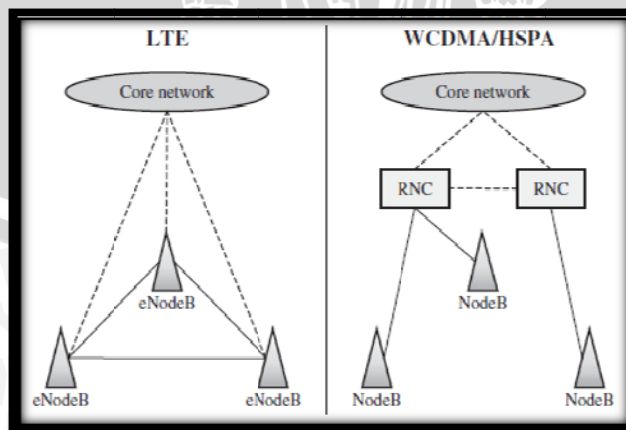 LTE
Core network
eNodeB
eNodeB
eNodeB
WCDMA/HSPA
Core network
RNC
RNC
NodeB
NodeB
NodeB